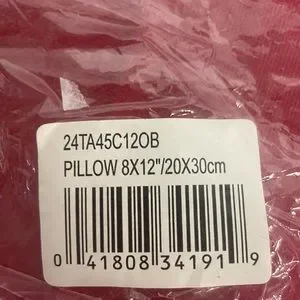 24TA45C12OB
PILLOW 8X12"/20X30cm
0 41808 34191 9